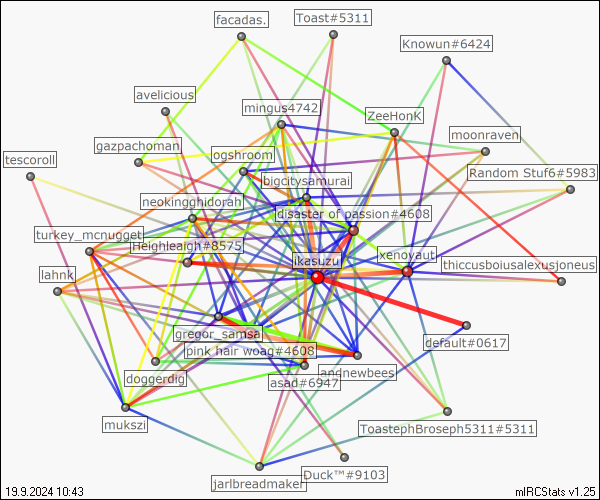 facadas.
Toast#5311
Knowun#6424
avelicious
mingus4742
ZeeHonK
moonraven
gazpachoman
ogshroom
tescoroll
bigcitysamurai
Random Stuf6#5983
neokingghidorah
disaster of passion#4608
turkey_mcnugget
Heighleaigh#8575
xenoyaut
ikasuzu
thiccusboiusalexusjoneus
lahnk
gregor_samsa
default#0617
pink hair woag#4608
andnewbees
doggerdig
asad#6947
mukszi
ToastephBroseph5311#5311
Duck™#9103
jarlbreadmaker
19.9.2024 10:43
mIRCStats v1.25